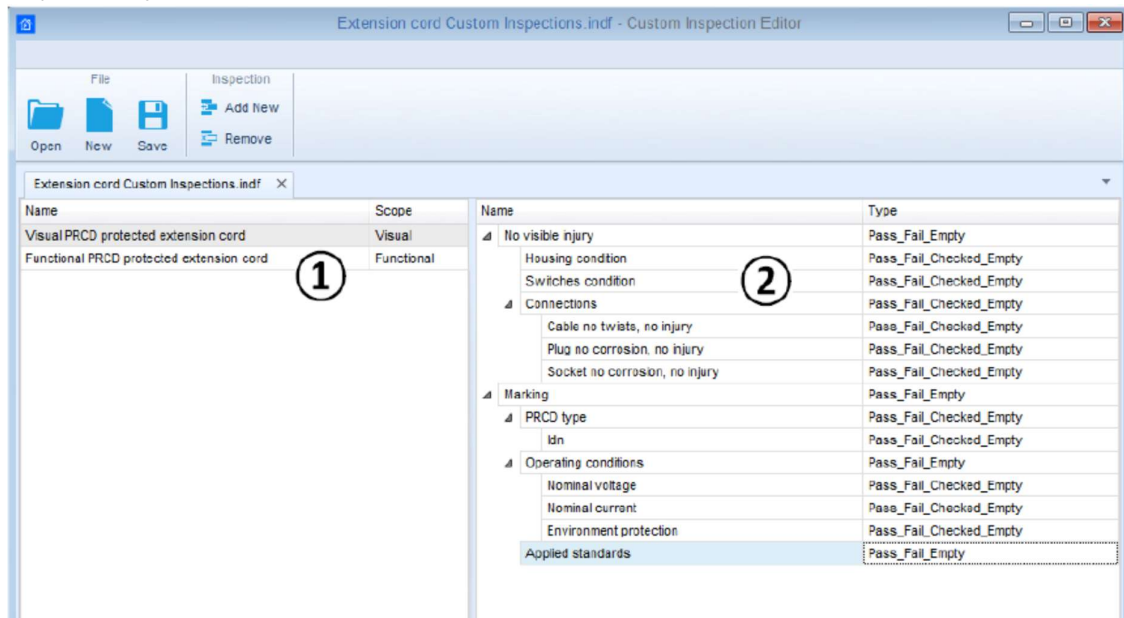 Extension cord Custom Inspections.indf - Custom Inspection Editor
File
Inspection
Add New
Remove
Open New Save
Extension cord Custom Inspections.indf
Name Scope
Visual PRCD protected extension cord Visual
Functional PRCD protected extension cord Functional
1
Name Type
No visible injury Pass_Fail_Empty
Housing condition Pass_Fail_Checked_Empty
Switches condition Pass_Fail_Checked_Empty
Connections Pass_Fail_Checked_Empty
Cable no twists, no injury Pass_Fail_Checked_Empty
Plug no corrosion, no injury Pass_Fail_Checked_Empty
Socket no corrosion, no injury Pass_Fail_Checked_Empty
Marking Pass_Fail_Empty
PRCD type Pass_Fail_Checked_Empty
Idn Pass_Fail_Checked_Empty
Operating conditions Pass_Fail_Empty
Nominal voltage Pass_Fail_Checked_Empty
Nominal current Pass_Fail_Checked_Empty
Environment protection Pass_Fail_Checked_Empty
Applied standards Pass_Fail_Empty
2